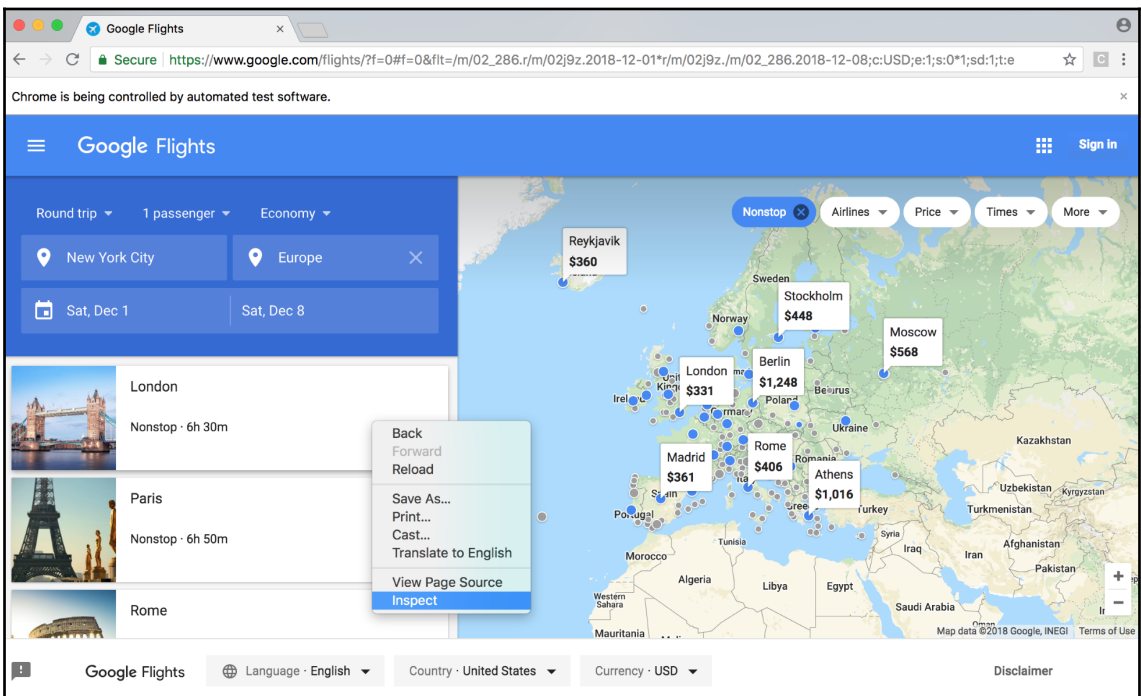 Google Flights
Secure https://www.google.com/flights/?f=0#f=0&flt=/m/02_286.r/m/02j9z.2018-12-01*r/m/02j9z./m/02_286.2018-12-08;c:USD;e:1;s:0*1;sd:1;t:e
C
Chrome is being controlled by automated test software.
Google Flights
Sign in
Round trip 1 passenger Economy
New York City Europe
Sat, Dec 1 Sat, Dec 8
London
Nonstop · 6h 30m
Paris
Nonstop · 6h 50m
Rome
Back
Forward
Reload
Save As...
Print...
Cast...
Translate to English
View Page Source
Inspect
Nonstop Airlines Price Times More
Reykjavik
$360
Sweden
Stockholm
$448
Norway
Moscow
$568
Berlin
$1,248
London
$331
Poland
Ukraine
Kazakhstan
Madrid
$361
Rome
$406
Romania
Athens
$1,016
Uzbekistan
Kyrgyzstan
Portugal
Turkmenistan
Tunisia
Syria
Iraq
Iran
Afghanistan
Pakistan
Morocco
Algeria
Libya
Egypt
Western
Sahara
Saudi Arabia
Mauritania
+
−
Map data ©2018 Google, INEGI Terms of Use
Google Flights Language · English Country · United States Currency · USD Disclaimer